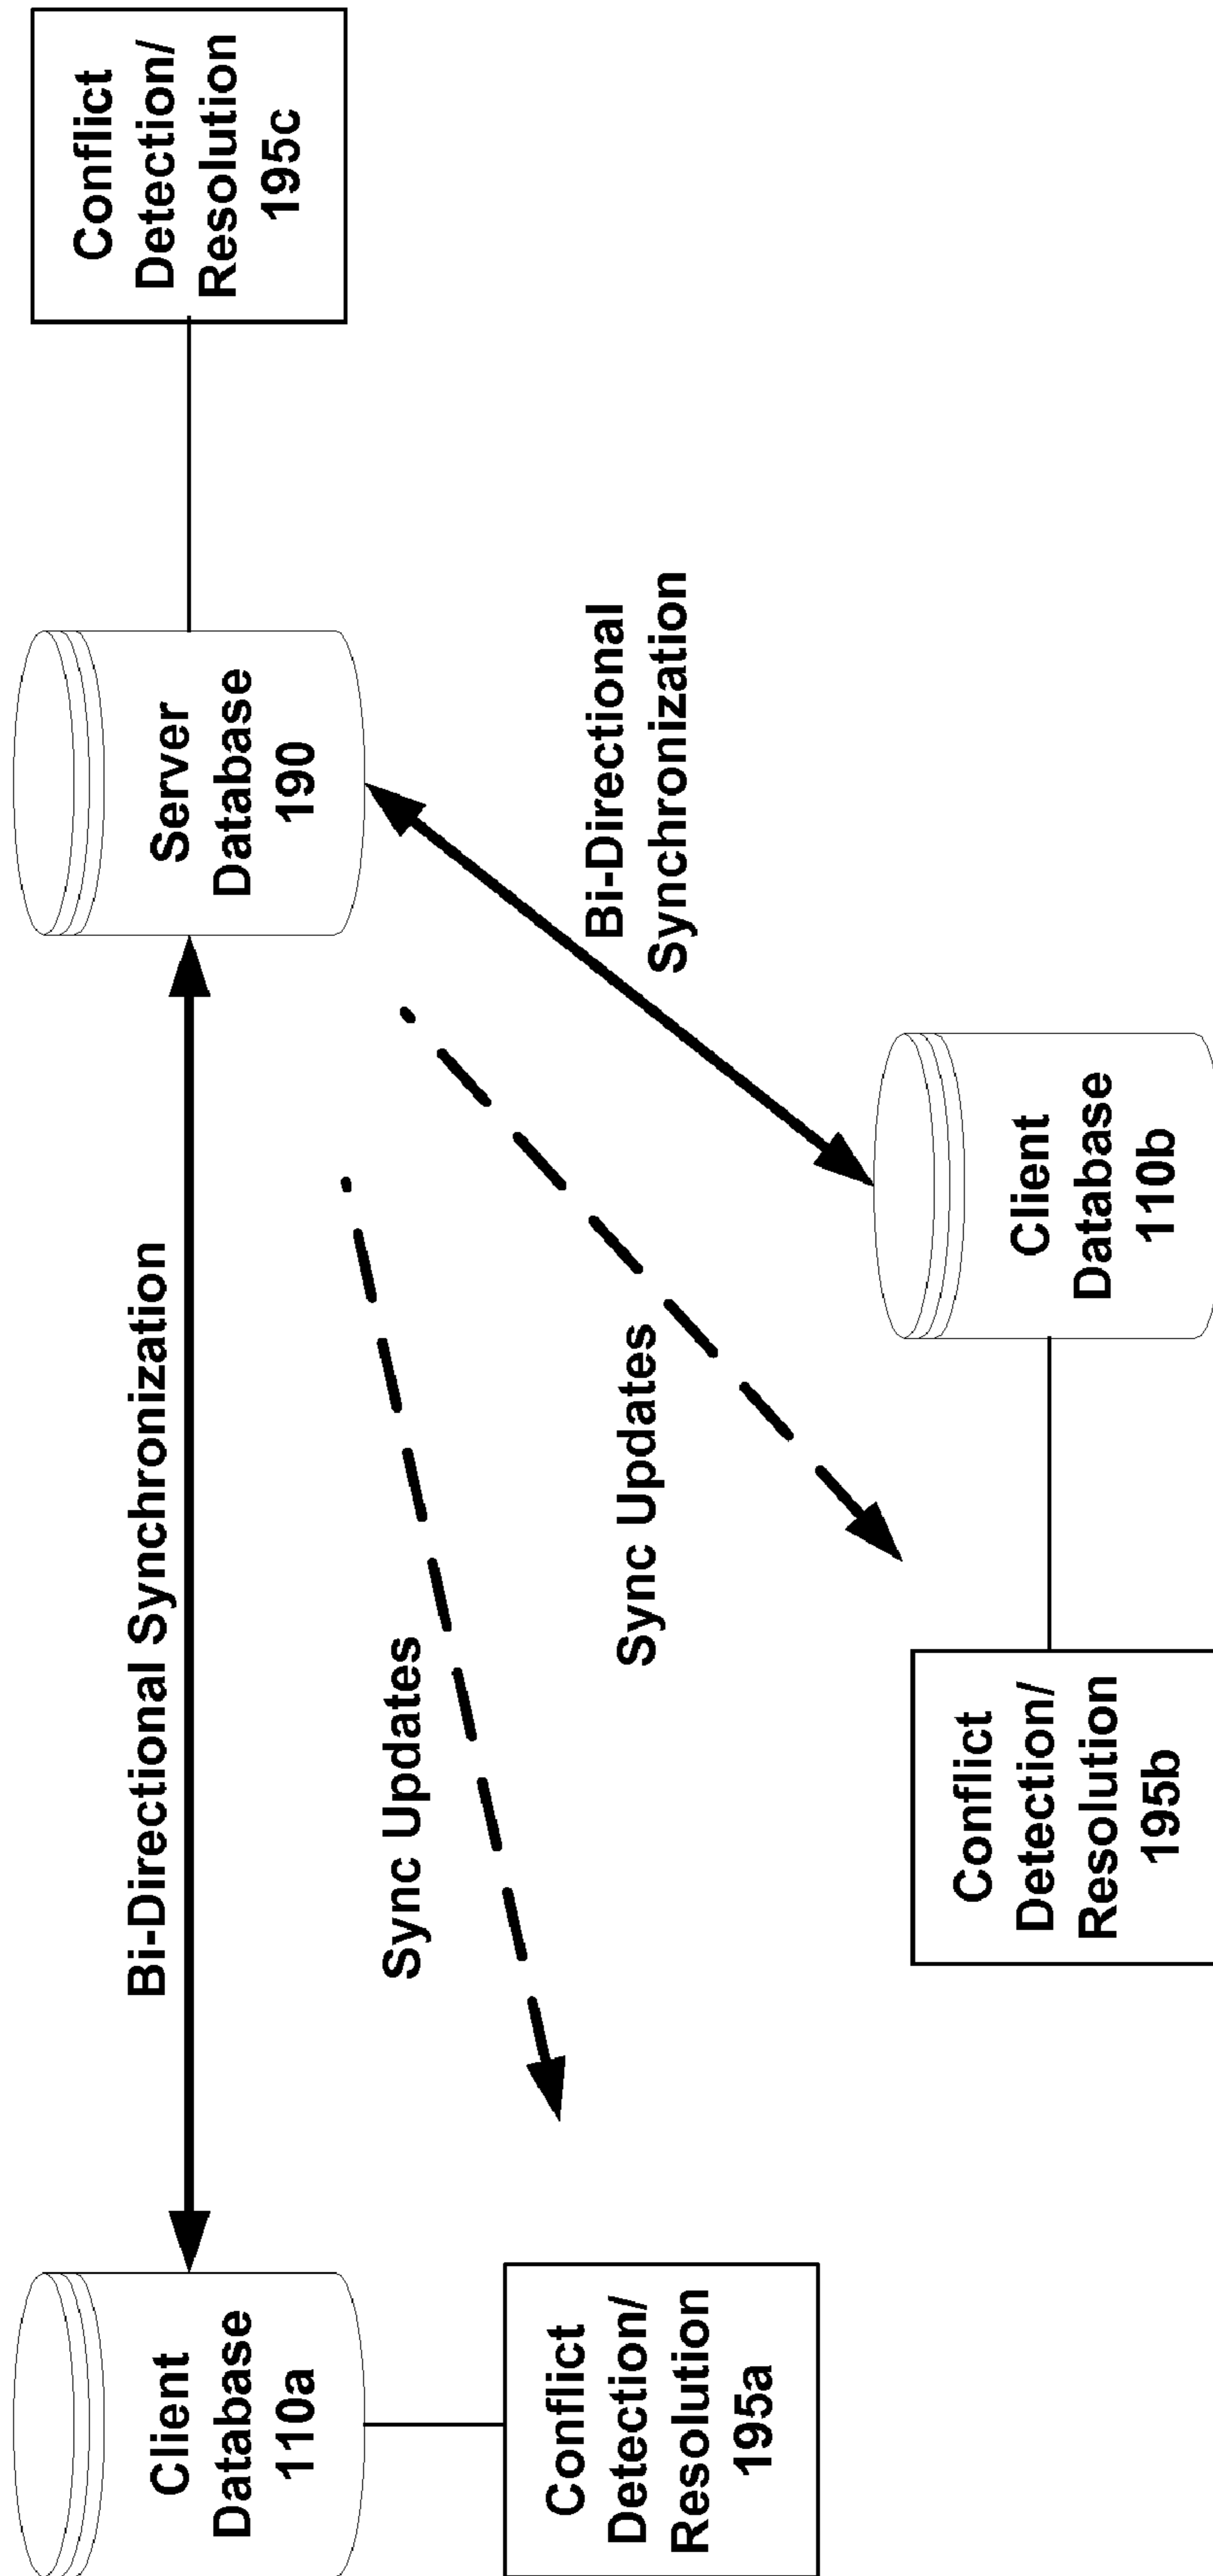 Client
Database
110a
Bi-Directional Synchronization
Server
Database
190
Conflict
Detection/
Resolution
195c
Sync Updates
Sync Updates
Bi-Directional
Synchronization
Conflict
Detection/
Resolution
195a
Conflict
Detection/
Resolution
195b
Client
Database
110b